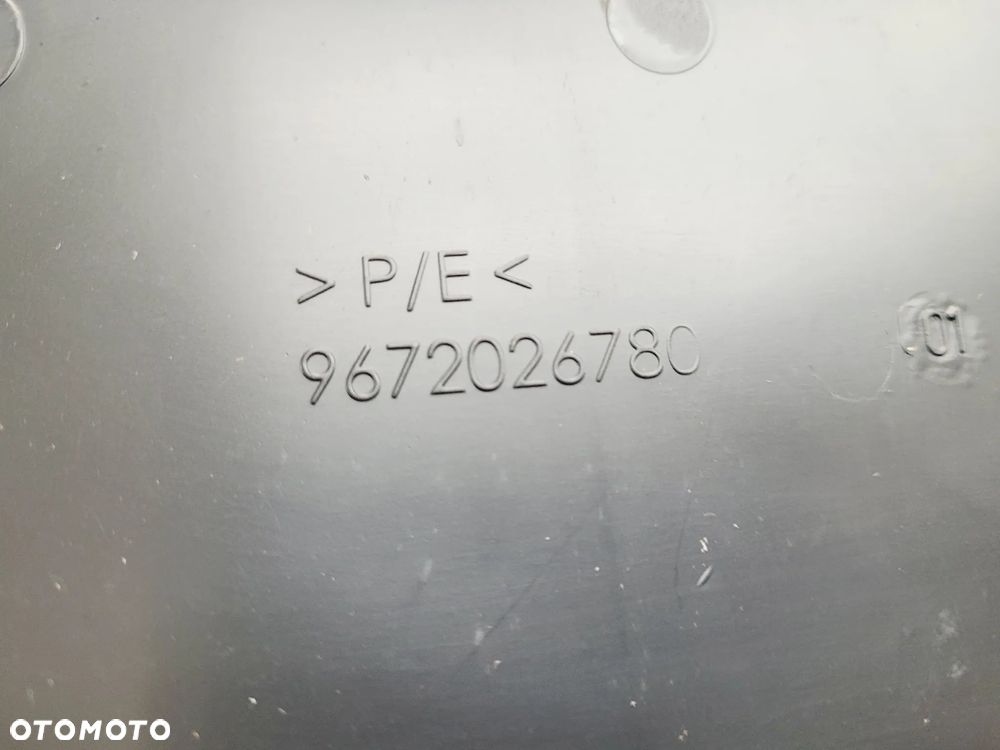 > P/E <
9672026780
01
OTOMOTO